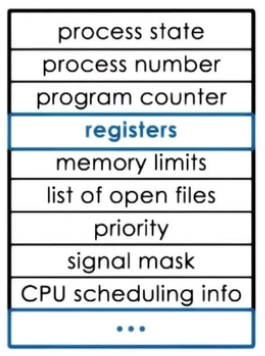 process state
process number
program counter
registers
memory limits
list of open files
priority
signal mask
CPU scheduling info
...